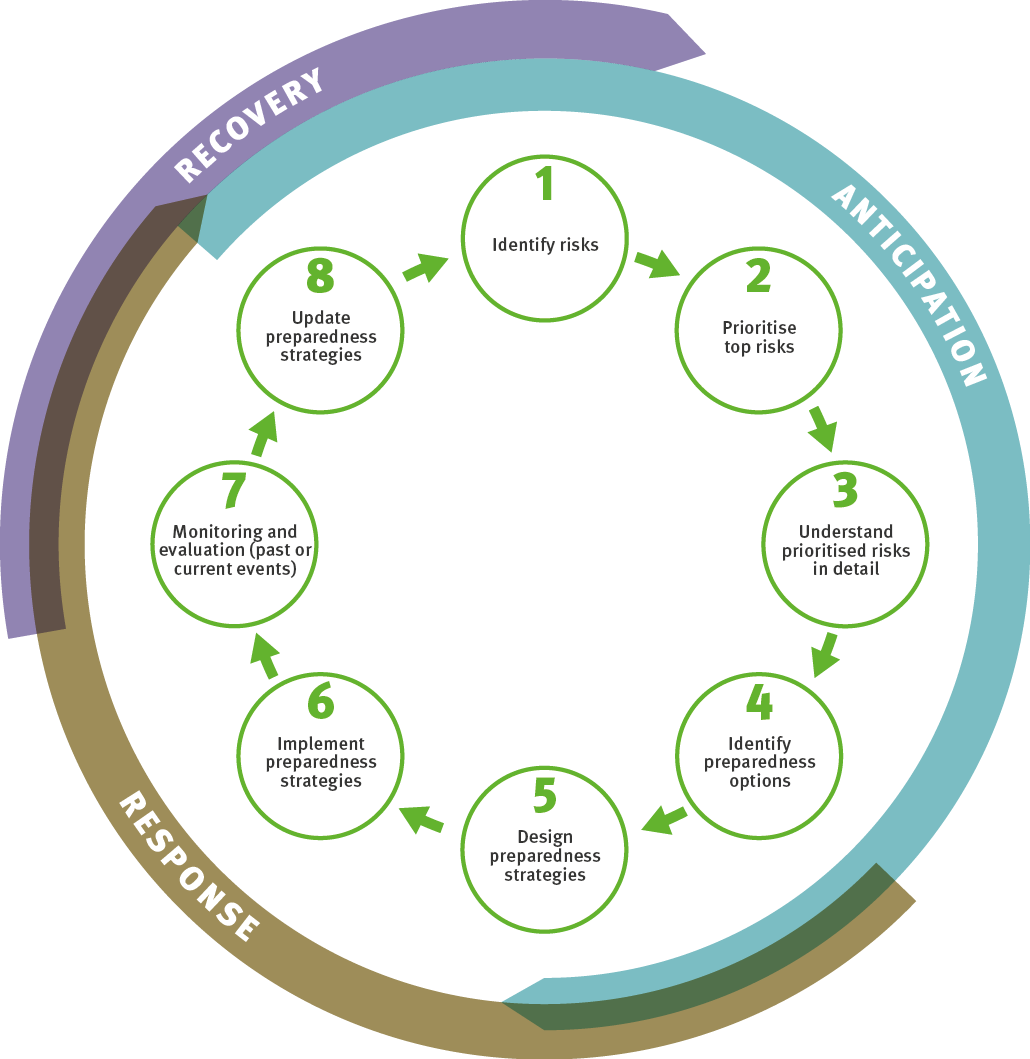 RECOVERY
ANTICIPATION
RESPONSE
1
Identify risks
2
Prioritise
top risks
3
Understand
prioritised risks
in detail
4
Identify
preparedness
options
5
Design
preparedness
strategies
6
Implement
preparedness
strategies
7
Monitoring and
evaluation (past or
current events)
8
Update
preparedness
strategies